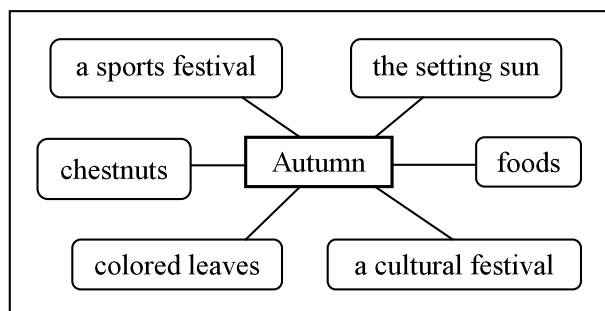 a sports festival
the setting sun
chestnuts
Autumn
foods
colored leaves
a cultural festival